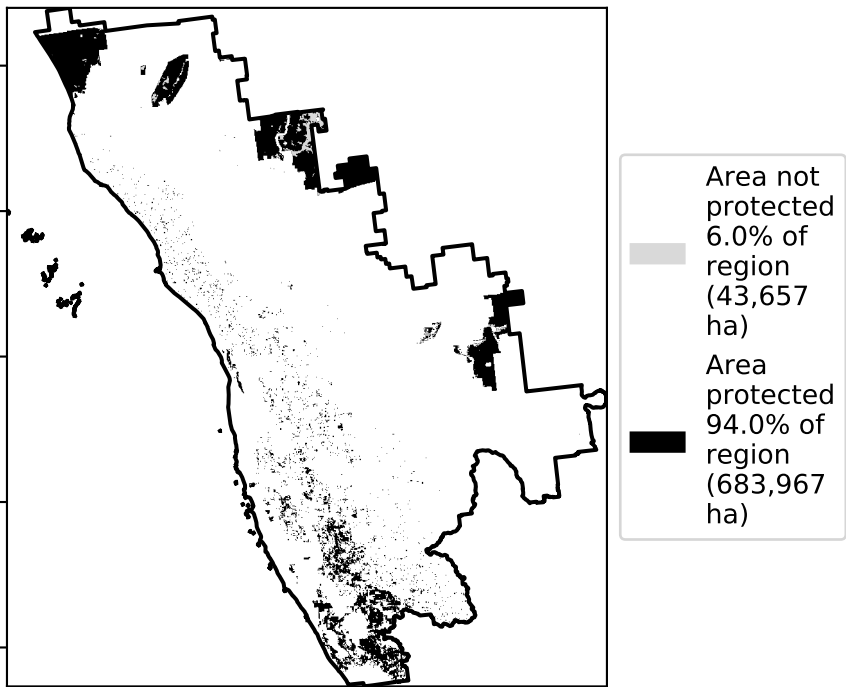 Area not
protected
6.0% of
region
(43,657
ha)
Area
protected
94.0% of
region
(683,967
ha)